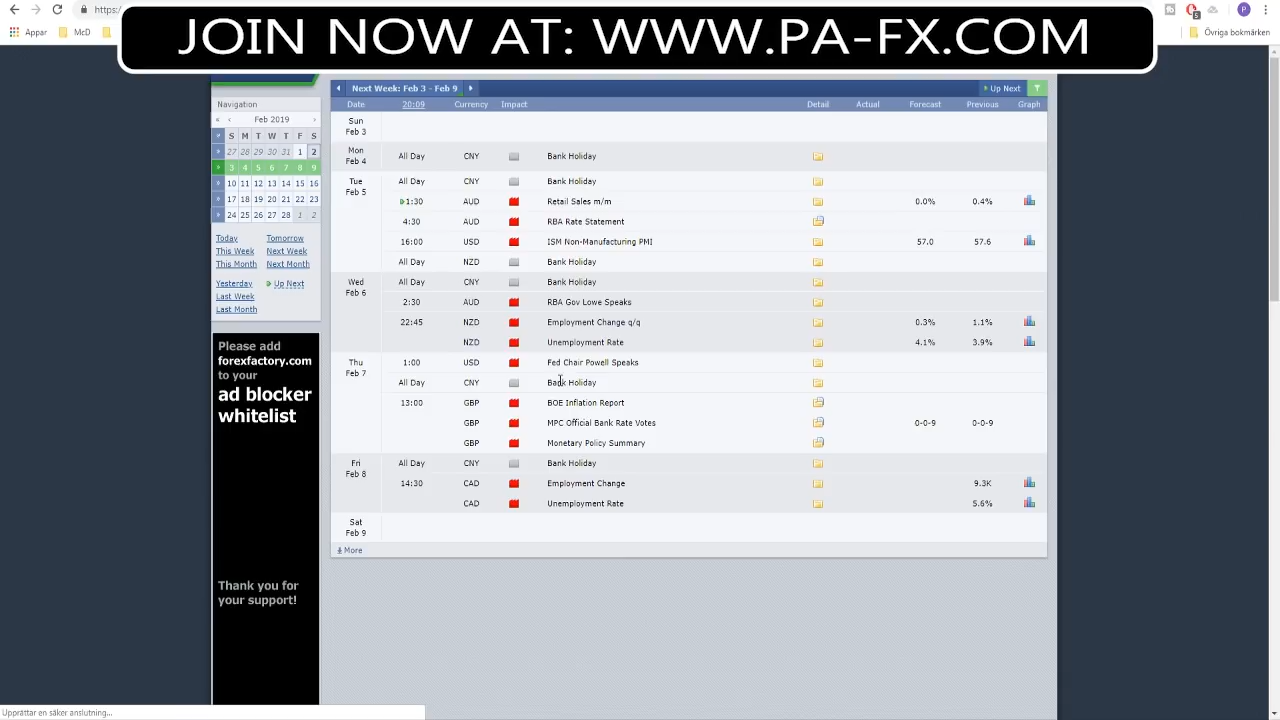 https:
JOIN NOW AT: WWW.PA-FX.COM
Appar
McD
Övriga bokmärken
Navigation
« ‹ Feb 2019 ›
S M T W T F S
27 28 29 30 31 1 2
3 4 5 6 7 8 9
10 11 12 13 14 15 16
17 18 19 20 21 22 23
24 25 26 27 28 1 2
Today Tomorrow
This Week Next Week
This Month Next Month
Yesterday Up Next
Last Week
Last Month
Please add
forexfactory.com
to your
ad blocker
whitelist
Thank you for
your support!
Next Week: Feb 3 - Feb 9 Up Next
Date 20:09 Currency Impact Detail Actual Forecast Previous Graph
Sun
Feb 3
Mon
Feb 4 All Day CNY Bank Holiday
Tue
Feb 5 All Day CNY Bank Holiday
1:30 AUD Retail Sales m/m 0.0% 0.4%
4:30 AUD RBA Rate Statement
16:00 USD ISM Non-Manufacturing PMI 57.0 57.6
All Day NZD Bank Holiday
Wed
Feb 6 All Day CNY Bank Holiday
2:30 AUD RBA Gov Lowe Speaks
22:45 NZD Employment Change q/q 0.3% 1.1%
NZD Unemployment Rate 4.1% 3.9%
Thu
Feb 7 1:00 USD Fed Chair Powell Speaks
All Day CNY Bank Holiday
13:00 GBP BOE Inflation Report
GBP MPC Official Bank Rate Votes 0-0-9 0-0-9
GBP Monetary Policy Summary
Fri
Feb 8 All Day CNY Bank Holiday
14:30 CAD Employment Change 9.3K
CAD Unemployment Rate 5.6%
Sat
Feb 9
More
Upprättar en säker anslutning...